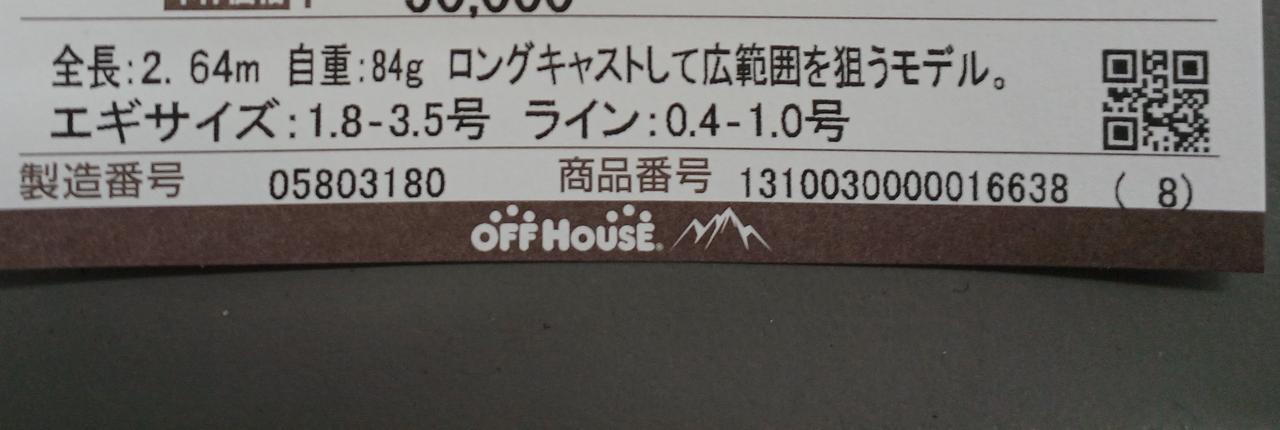 全長:2.64m 自重:84g ロングキャストして広範囲を狙うモデル。
エギサイズ:1.8-3.5号 ライン:0.4-1.0号
製造番号 05803180 商品番号 1310030000016638 ( 8)
OFF HOUSE